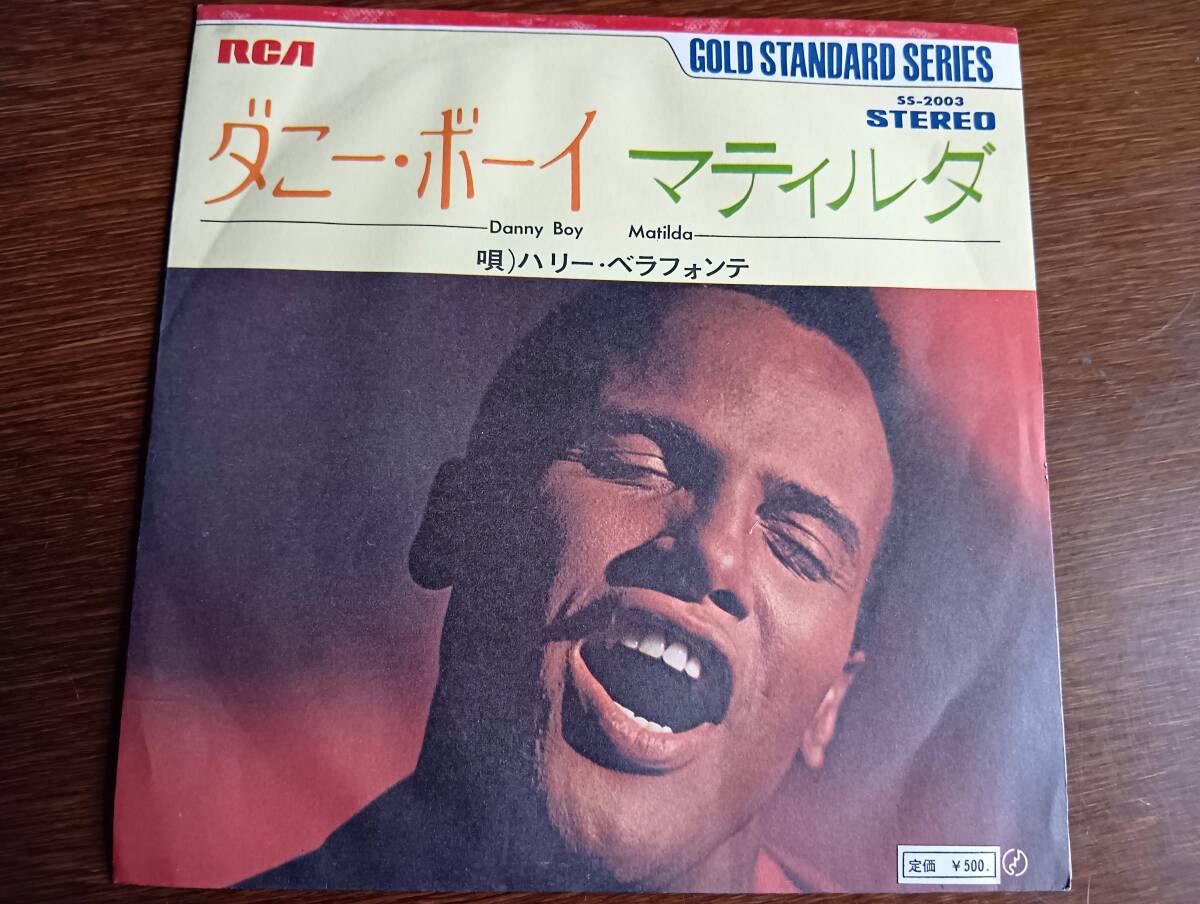 RCA
GOLD STANDARD SERIES
SS-2003
STEREO
ダニー・ボーイ マティルダ
Danny Boy Matilda
唄)ハリー・ベラフォンテ
定価 ¥500.